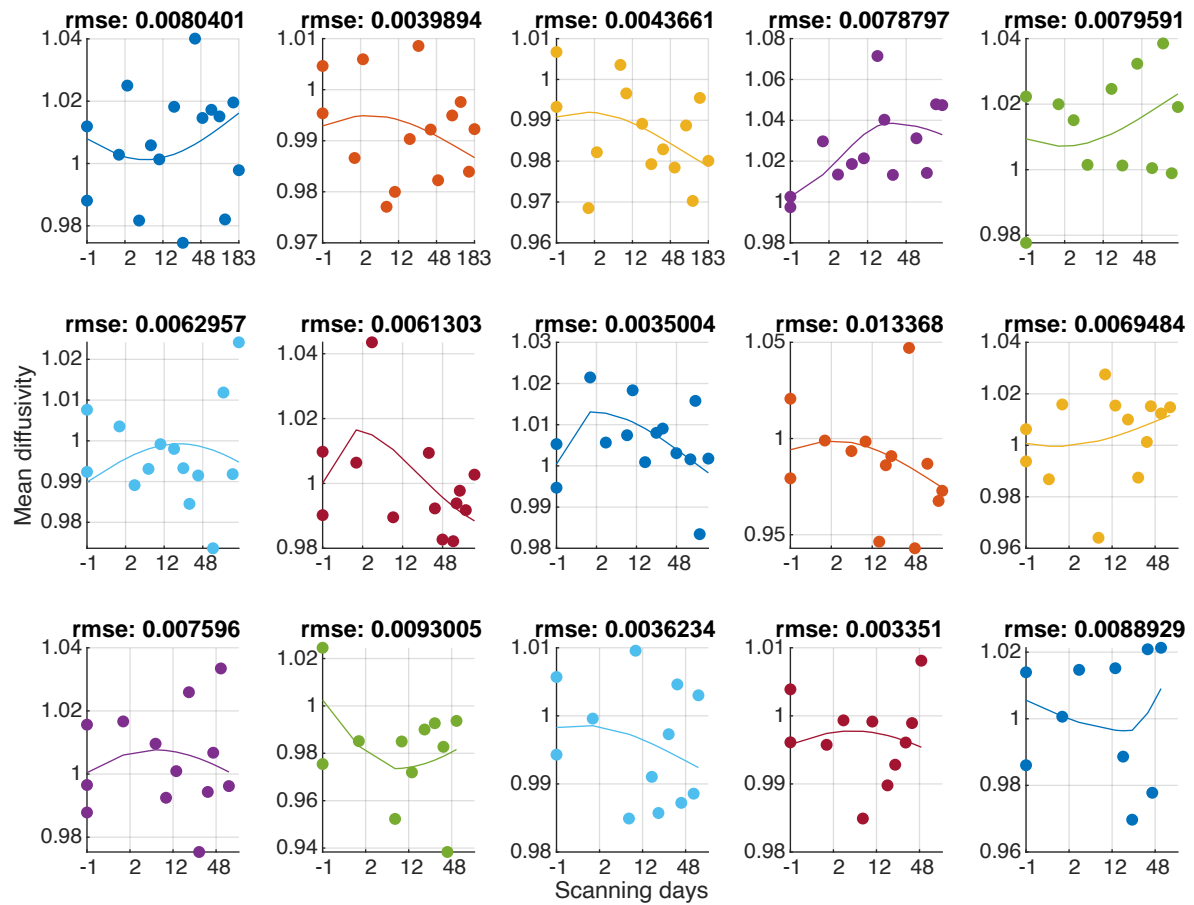 rmse: 0.0080401 rmse: 0.0039894 rmse: 0.0043661 rmse: 0.0078797 rmse: 0.0079591
1.04 1.01 1.01 1.08 1.04
1.02 1 1 1.06 1.02
1 0.99 0.99 1.04 1
0.98 0.98 0.98 1.02 0.98
0.97 0.97 1
0.96 0.98
-1 2 12 48 183 -1 2 12 48 183 -1 2 12 48 183 -1 2 12 48 -1 2 12 48
rmse: 0.0062957 rmse: 0.0061303 rmse: 0.0035004 rmse: 0.013368 rmse: 0.0069484
1.02 1.04 1.03 1.05 1.04
1 1.02 1.02 1 1.02
0.99 1 1.01 0.95 1
0.98 0.98 1 0.98
0.99 0.96
0.98
-1 2 12 48 -1 2 12 48 -1 2 12 48 -1 2 12 48 -1 2 12 48
Mean diffusivity
rmse: 0.007596 rmse: 0.0093005 rmse: 0.0036234 rmse: 0.003351 rmse: 0.0088929
1.04 1.02 1.01 1.01 1.02
1.02 1 1 1 1
1 0.98 0.99 0.99 0.98
0.98 0.96 0.98 0.98 0.96
0.94
-1 2 12 48 -1 2 12 48 -1 2 12 48 -1 2 12 48 -1 2 12 48
Scanning days